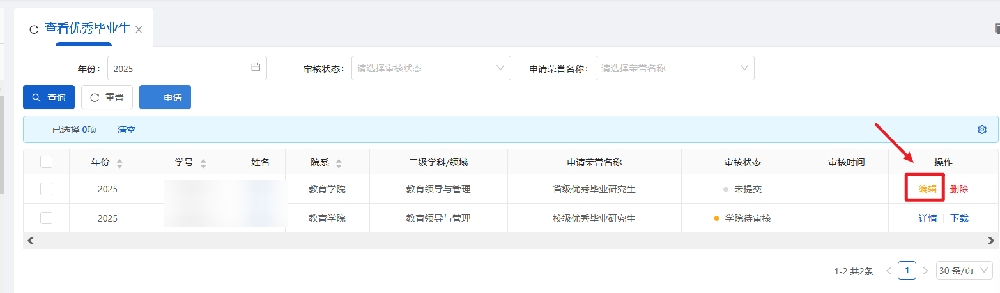 查看优秀毕业生
年份： 2025 审核状态： 请选择审核状态 申请荣誉名称： 请选择荣誉名称
查询 重置 申请
已选择 0项 清空
年份 学号 姓名 院系 二级学科/领域 申请荣誉名称 审核状态 审核时间 操作
2025 教育学院 教育领导与管理 省级优秀毕业研究生 未提交 编辑 删除
2025 教育学院 教育领导与管理 校级优秀毕业研究生 学院待审核 详情 下载
1-2 共2条 1 30 条/页